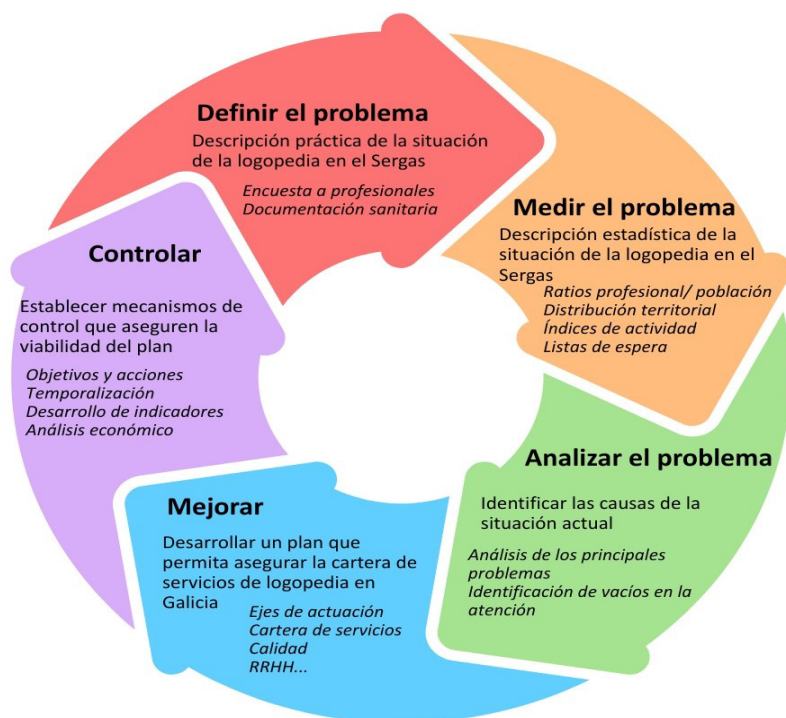 Definir el problema
Descripción práctica de la situación
de la logopedia en el Sergas
Encuesta a profesionales
Documentación sanitaria
Medir el problema
Descripción estadística de la
situación de la logopedia en el
Sergas
Ratios profesional/ población
Distribución territorial
Índices de actividad
Listas de espera
Analizar el problema
Identificar las causas de la
situación actual
Análisis de los principales
problemas
Identificación de vacíos en la
atención
Mejorar
Desarrollar un plan que
permita asegurar la cartera de
servicios de logopedia en
Galicia
Ejes de actuación
Cartera de servicios
Calidad
RRHH...
Controlar
Establecer mecanismos de
control que aseguren la
viabilidad del plan
Objetivos y acciones
Temporalización
Desarrollo de indicadores
Análisis económico